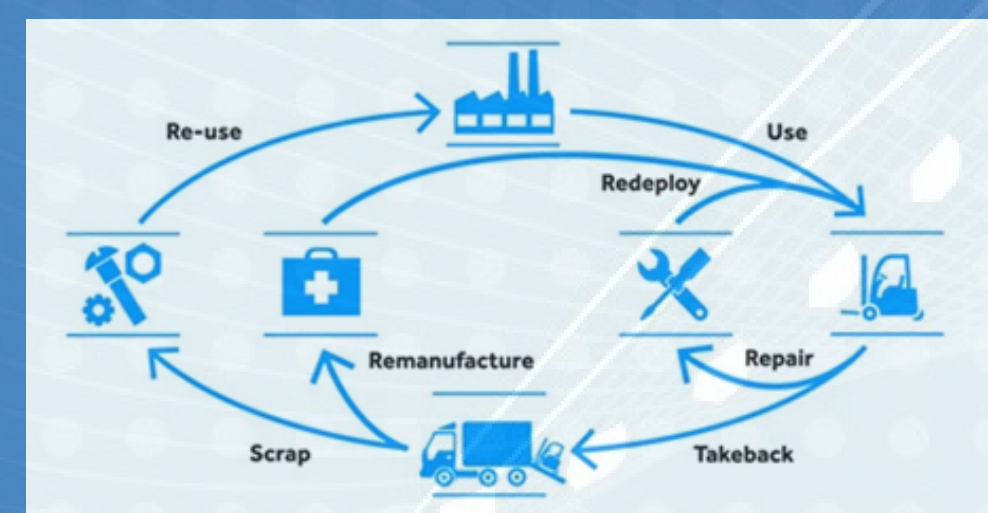 Re-use
Use
Redeploy
Remanufacture
Repair
Scrap
Takeback